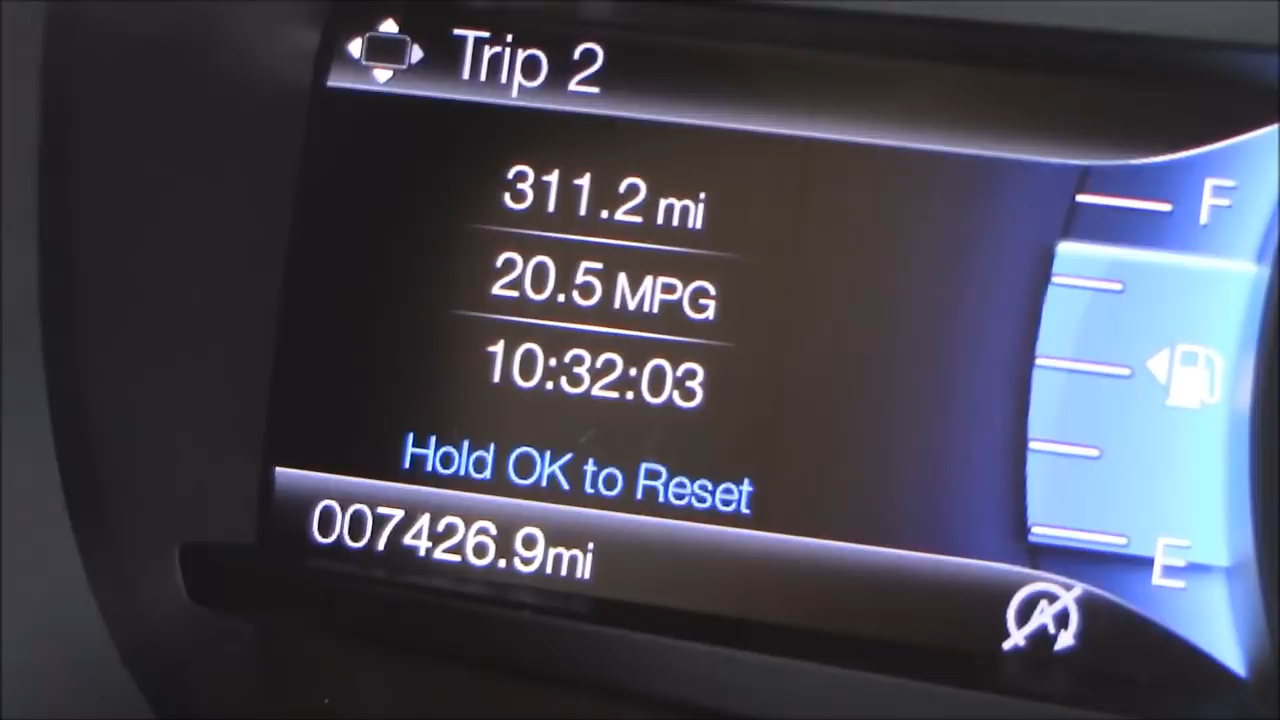 Trip 2
311.2 mi
20.5 MPG
10:32:03
Hold OK to Reset
007426.9mi
F
E
A